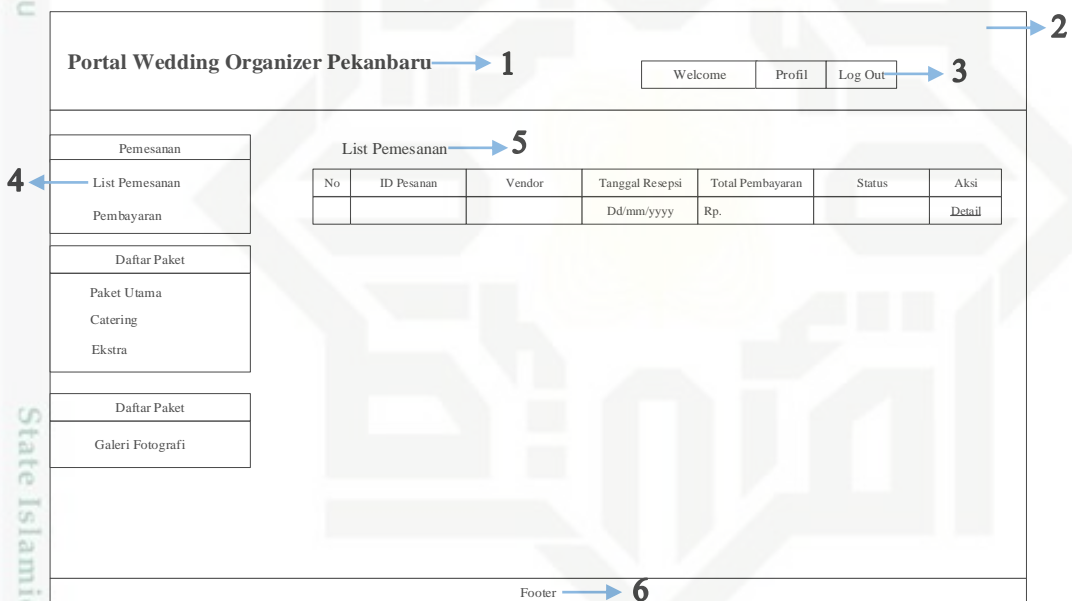 u
2
Portal Wedding Organizer Pekanbaru 1
Welcome Profil Log Out 3
Pemesanan
4 List Pemesanan
Pembayaran
Daftar Paket
Paket Utama
Catering
Ekstra
Daftar Paket
Galeri Fotografi
List Pemesanan 5
No ID Pesanan Vendor Tanggal Resepsi Total Pembayaran Status Aksi
Dd/mm/yyyy Rp. Detail
Footer 6
State Islamic